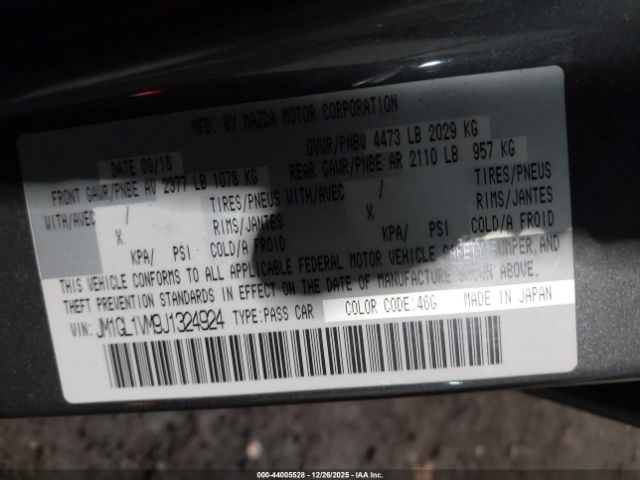 MFD. BY MAZDA MOTOR CORPORATION
DATE 09/18 GVWR/PNBV 4473 LB 2029 KG
FRONT GAWR/PNBE AV 2377 LB 1078 KG REAR GAWR/PNBE AR 2110 LB 957 KG
WITH/AVEC / TIRES/PNEUS WITH/AVEC / TIRES/PNEUS
X RIMS/JANTES X RIMS/JANTES
KPA/ PSI COLD/A FROID KPA/ PSI COLD/A FROID
THIS VEHICLE CONFORMS TO ALL APPLICABLE FEDERAL MOTOR VEHICLE SAFETY BUMPER, AND
THEFT PREVENTION STANDARDS IN EFFECT ON THE DATE OF MANUFACTURE SHOWN ABOVE.
VIN: JM1GL1VM9J1324924 TYPE:PASS CAR COLOR CODE:46G MADE IN JAPAN
000-44005528 • 12/26/2025 • IAA Inc.